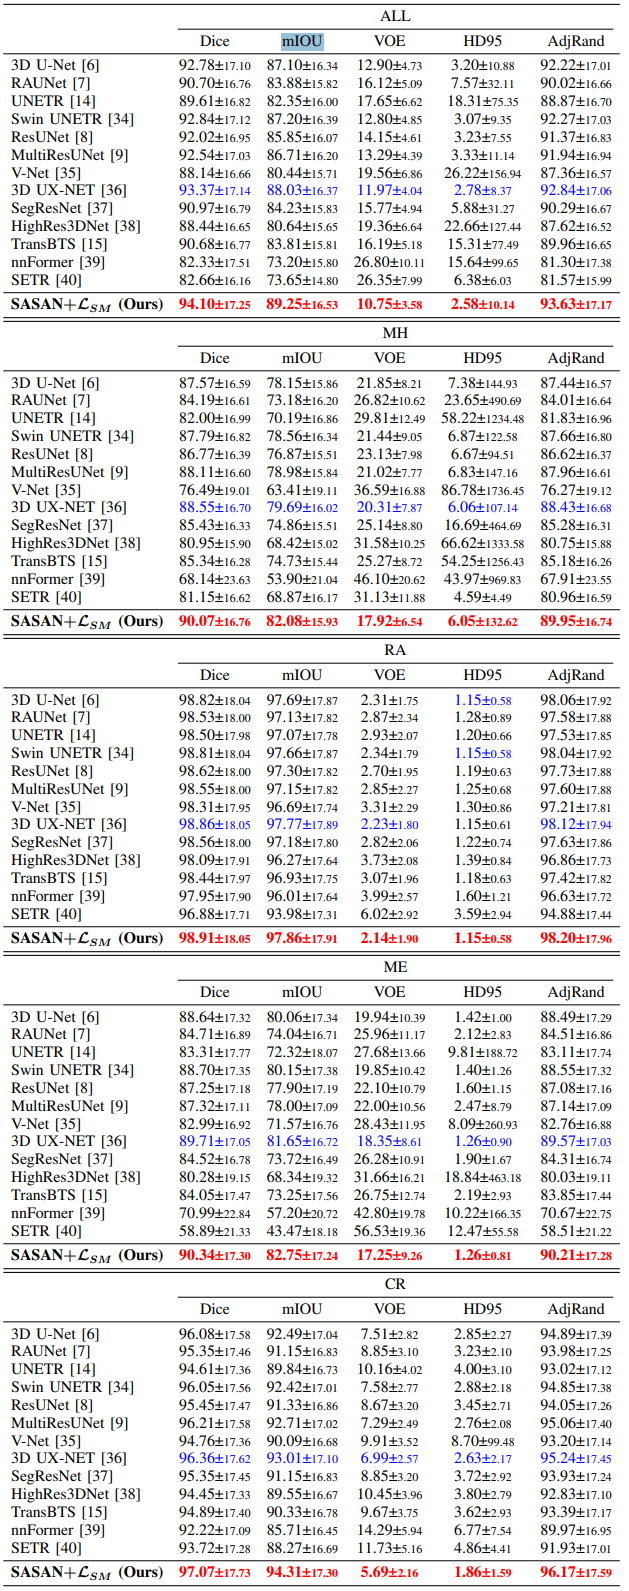 ALL
Dice mIOU VOE HD95 AdjRand
3D U-Net [6] 92.78±17.10 87.10±16.34 12.90±4.73 3.20±10.88 92.22±17.01
RAUNet [7] 90.70±16.76 83.88±15.82 16.12±5.09 7.57±32.11 90.02±16.66
UNETR [14] 89.61±16.82 82.35±16.00 17.65±6.62 18.31±75.35 88.87±16.70
Swin UNETR [34] 92.84±17.12 87.20±16.39 12.80±4.85 3.07±9.35 92.27±17.03
ResUNet [8] 92.02±16.95 85.85±16.07 14.15±4.61 3.23±7.55 91.37±16.83
MultiResUNet [9] 92.54±17.03 86.71±16.20 13.29±4.39 3.33±11.14 91.94±16.94
V-Net [35] 88.14±16.66 80.44±15.71 19.56±6.86 26.22±156.94 87.36±16.57
3D UX-NET [36] 93.37±17.14 88.03±16.37 11.97±4.04 2.78±8.37 92.84±17.06
SegResNet [37] 90.97±16.79 84.23±15.83 15.77±4.94 5.88±31.27 90.29±16.67
HighRes3DNet [38] 88.44±16.65 80.64±15.65 19.36±6.64 22.66±127.44 87.62±16.52
TransBTS [15] 90.68±16.77 83.81±15.81 16.19±5.18 15.31±77.49 89.96±16.65
nnFormer [39] 82.33±17.51 73.20±15.80 26.80±10.11 15.64±99.65 81.30±17.38
SETR [40] 82.66±16.16 73.65±14.80 26.35±7.99 6.38±6.03 81.57±15.99
SASAN+ℒSM (Ours) 94.10±17.25 89.25±16.53 10.75±3.58 2.58±10.14 93.63±17.17
MH
Dice mIOU VOE HD95 AdjRand
3D U-Net [6] 87.57±16.59 78.15±15.86 21.85±8.21 7.38±144.93 87.44±16.57
RAUNet [7] 84.19±16.61 73.18±16.20 26.82±10.62 23.65±490.69 84.01±16.64
UNETR [14] 82.00±16.99 70.19±16.86 29.81±12.49 58.22±1234.48 81.83±16.96
Swin UNETR [34] 87.79±16.82 78.56±16.34 21.44±9.05 6.87±122.58 87.66±16.80
ResUNet [8] 86.77±16.39 76.87±15.51 23.13±7.98 6.67±94.51 86.62±16.37
MultiResUNet [9] 88.11±16.60 78.98±15.84 21.02±7.77 6.83±147.16 87.96±16.61
V-Net [35] 76.49±19.01 63.41±19.11 36.59±16.88 86.78±1736.45 76.27±19.12
3D UX-NET [36] 88.55±16.70 79.69±16.02 20.31±7.87 6.06±107.14 88.43±16.68
SegResNet [37] 85.43±16.33 74.86±15.51 25.14±8.80 16.69±464.69 85.28±16.31
HighRes3DNet [38] 80.95±15.90 68.42±15.02 31.58±10.25 66.62±1333.58 80.75±15.88
TransBTS [15] 85.34±16.28 74.73±15.44 25.27±8.72 54.25±1256.43 85.18±16.26
nnFormer [39] 68.14±23.63 53.90±21.04 46.10±20.62 43.97±969.83 67.91±23.55
SETR [40] 81.15±16.62 68.87±16.17 31.13±11.88 4.59±4.49 80.96±16.59
SASAN+ℒSM (Ours) 90.07±16.76 82.08±15.93 17.92±6.54 6.05±132.62 89.95±16.74
RA
Dice mIOU VOE HD95 AdjRand
3D U-Net [6] 98.82±18.04 97.69±17.87 2.31±1.75 1.15±0.58 98.06±17.92
RAUNet [7] 98.53±18.00 97.13±17.82 2.87±2.34 1.28±0.89 97.58±17.88
UNETR [14] 98.50±17.98 97.07±17.78 2.93±2.07 1.20±0.66 97.53±17.85
Swin UNETR [34] 98.81±18.04 97.66±17.87 2.34±1.79 1.15±0.58 98.04±17.92
ResUNet [8] 98.62±18.00 97.30±17.82 2.70±1.95 1.19±0.63 97.73±17.88
MultiResUNet [9] 98.55±18.00 97.15±17.82 2.85±2.27 1.25±0.68 97.60±17.88
V-Net [35] 98.31±17.95 96.69±17.74 3.31±2.29 1.30±0.86 97.21±17.81
3D UX-NET [36] 98.86±18.05 97.77±17.89 2.23±1.80 1.15±0.61 98.12±17.94
SegResNet [37] 98.56±18.00 97.18±17.80 2.82±2.06 1.22±0.74 97.63±17.86
HighRes3DNet [38] 98.09±17.91 96.27±17.64 3.73±2.08 1.39±0.84 96.86±17.73
TransBTS [15] 98.44±17.97 96.93±17.75 3.07±1.96 1.18±0.63 97.42±17.82
nnFormer [39] 97.95±17.90 96.01±17.64 3.99±2.57 1.60±1.21 96.63±17.72
SETR [40] 96.88±17.71 93.98±17.31 6.02±2.92 3.59±2.94 94.88±17.44
SASAN+ℒSM (Ours) 98.91±18.05 97.86±17.91 2.14±1.90 1.15±0.58 98.20±17.96
ME
Dice mIOU VOE HD95 AdjRand
3D U-Net [6] 88.64±17.32 80.06±17.34 19.94±10.39 1.42±1.00 88.49±17.29
RAUNet [7] 84.71±16.89 74.04±16.71 25.96±11.17 2.12±2.83 84.51±16.86
UNETR [14] 83.31±17.77 72.32±18.07 27.68±13.66 9.81±188.72 83.11±17.74
Swin UNETR [34] 88.70±17.35 80.15±17.38 19.85±10.42 1.40±1.26 88.55±17.32
ResUNet [8] 87.25±17.18 77.90±17.19 22.10±10.79 1.60±1.15 87.08±17.16
MultiResUNet [9] 87.32±17.11 78.00±17.09 22.00±10.56 2.47±8.79 87.14±17.09
V-Net [35] 82.99±16.92 71.57±16.76 28.43±11.95 8.09±260.93 82.76±16.88
3D UX-NET [36] 89.71±17.05 81.65±16.72 18.35±8.61 1.26±0.90 89.57±17.03
SegResNet [37] 84.52±16.78 73.72±16.49 26.28±10.91 1.90±1.67 84.31±16.74
HighRes3DNet [38] 80.28±19.15 68.34±19.32 31.66±16.21 18.84±463.18 80.03±19.11
TransBTS [15] 84.05±17.47 73.25±17.56 26.75±12.74 2.19±2.93 83.85±17.44
nnFormer [39] 70.99±22.84 57.20±20.72 42.80±19.78 10.22±166.35 70.67±22.75
SETR [40] 58.89±21.33 43.47±18.18 56.53±19.36 12.47±55.58 58.51±21.22
SASAN+ℒSM (Ours) 90.34±17.30 82.75±17.24 17.25±9.26 1.26±0.81 90.21±17.28
CR
Dice mIOU VOE HD95 AdjRand
3D U-Net [6] 96.08±17.58 92.49±17.04 7.51±2.82 2.85±2.27 94.89±17.39
RAUNet [7] 95.35±17.46 91.15±16.83 8.85±3.10 3.23±2.10 93.98±17.25
UNETR [14] 94.61±17.36 89.84±16.73 10.16±4.02 4.00±3.10 93.02±17.12
Swin UNETR [34] 96.05±17.56 92.42±17.01 7.58±2.77 2.88±2.18 94.85±17.38
ResUNet [8] 95.45±17.47 91.33±16.86 8.67±3.20 3.45±2.71 94.05±17.26
MultiResUNet [9] 96.21±17.58 92.71±17.02 7.29±2.49 2.76±2.08 95.06±17.40
V-Net [35] 94.76±17.36 90.09±16.68 9.91±3.52 8.70±99.48 93.20±17.14
3D UX-NET [36] 96.36±17.62 93.01±17.10 6.99±2.57 2.63±2.17 95.24±17.45
SegResNet [37] 95.35±17.45 91.15±16.83 8.85±3.20 3.72±2.92 93.93±17.24
HighRes3DNet [38] 94.45±17.33 89.55±16.67 10.45±3.96 3.80±2.79 92.83±17.10
TransBTS [15] 94.89±17.40 90.33±16.78 9.67±3.75 3.62±2.93 93.39±17.17
nnFormer [39] 92.22±17.09 85.71±16.45 14.29±5.94 6.77±7.54 89.97±16.95
SETR [40] 93.72±17.28 88.27±16.69 11.73±5.16 4.86±4.41 91.93±17.01
SASAN+ℒSM (Ours) 97.07±17.73 94.31±17.30 5.69±2.16 1.86±1.59 96.17±17.59